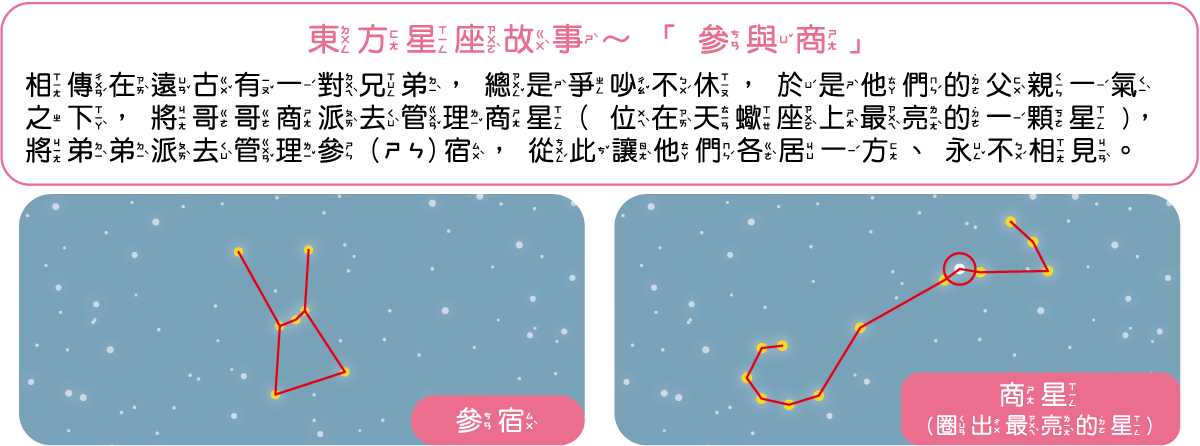 東方星座故事～「參與商」
相傳在遠古有一對兄弟，總是爭吵不休，於是他們的父親一氣
之下，將哥哥商派去管理商星(位在天蠍座上最亮的一顆星)，
將弟弟派去管理參(ㄕㄣ)宿，從此讓他們各居一方、永不相見。
參宿
商星
(圈出最亮的星)